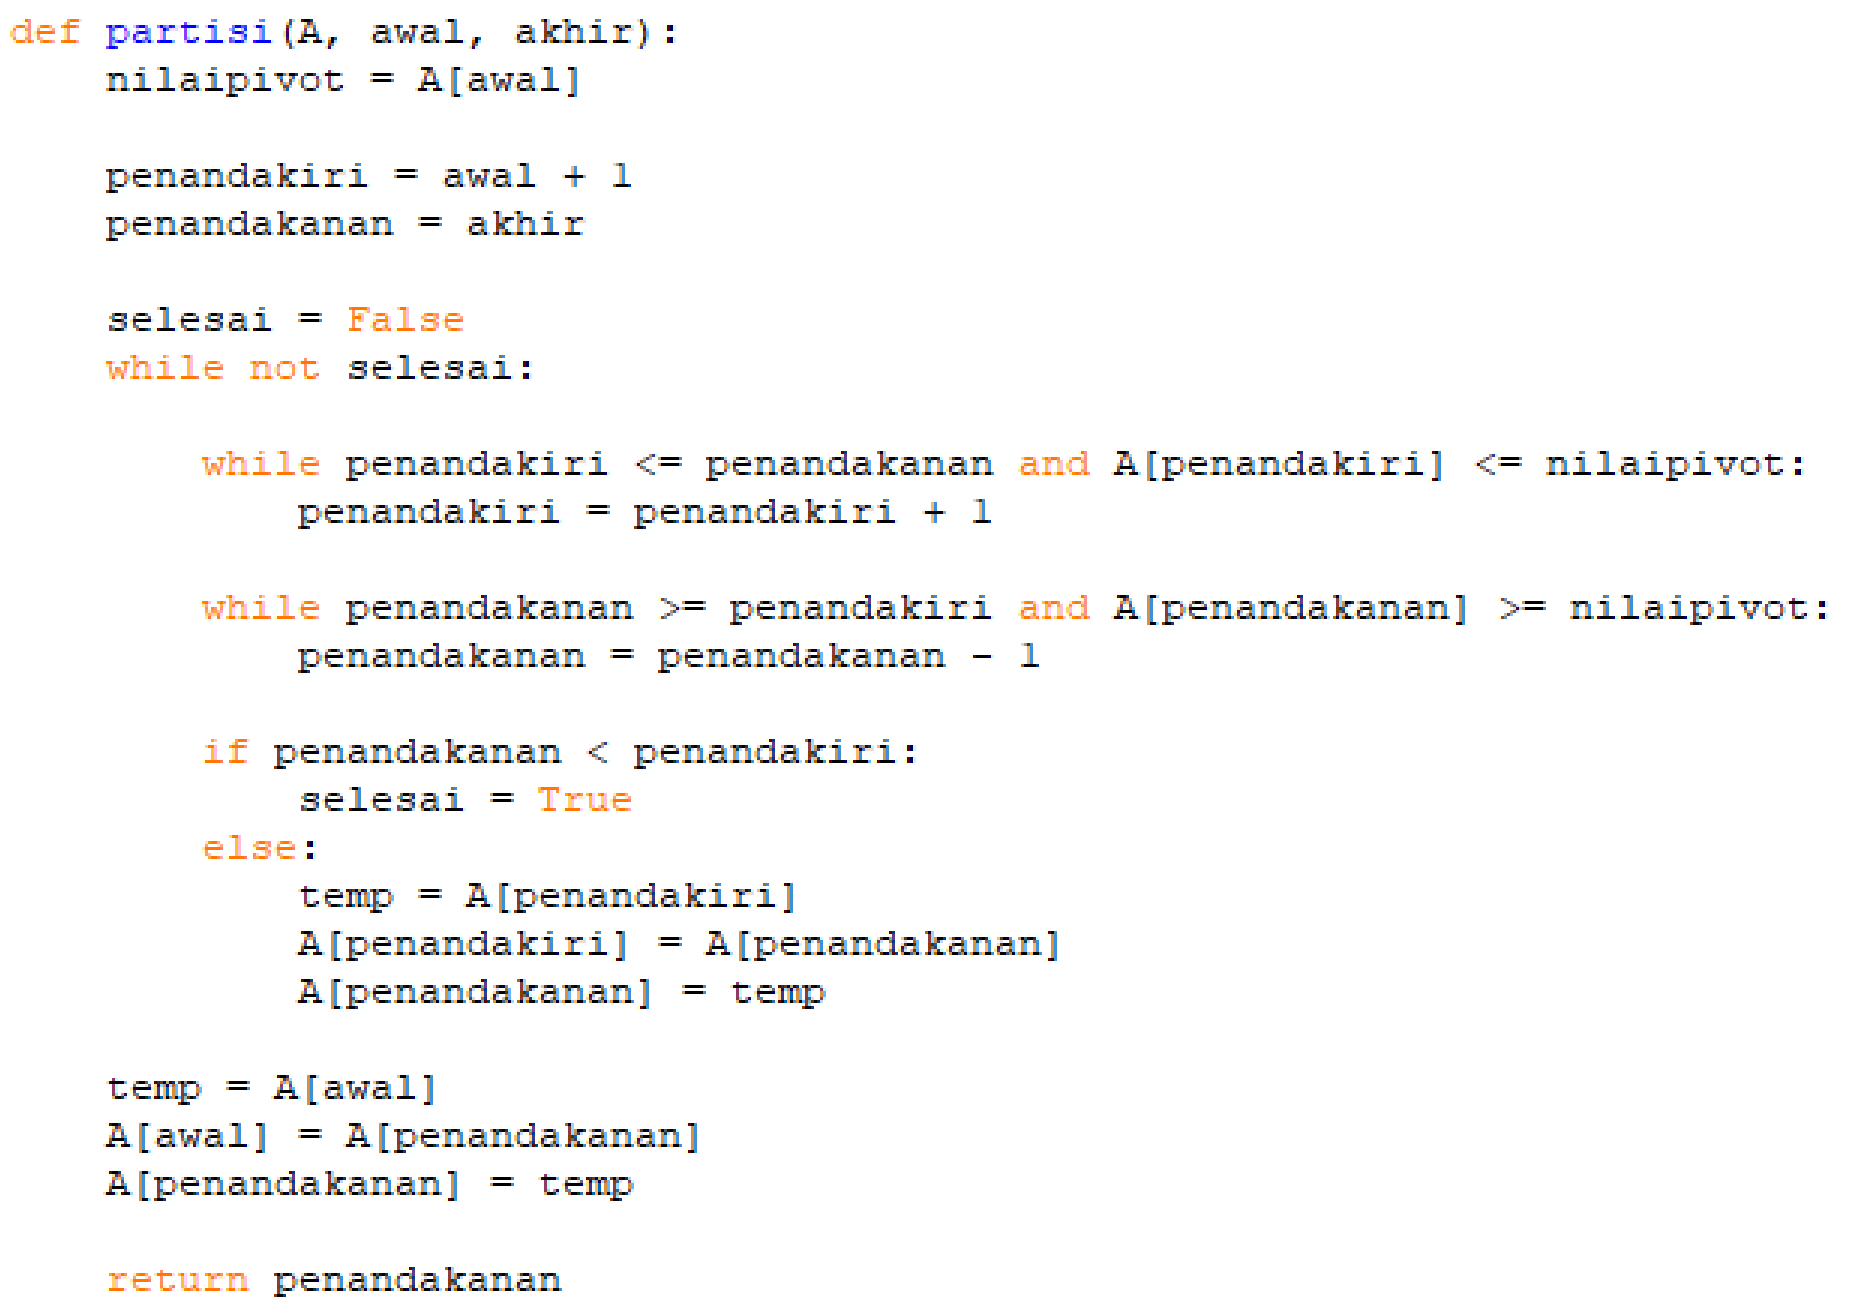 def partisi(A, awal, akhir):
    nilaipivot = A[awal]

    penandakiri = awal + 1
    penandakanan = akhir

    selesai = False
    while not selesai:

        while penandakiri <= penandakanan and A[penandakiri] <= nilaipivot:
            penandakiri = penandakiri + 1

        while penandakanan >= penandakiri and A[penandakanan] >= nilaipivot:
            penandakanan = penandakanan - 1

        if penandakanan < penandakiri:
            selesai = True
        else:
            temp = A[penandakiri]
            A[penandakiri] = A[penandakanan]
            A[penandakanan] = temp

    temp = A[awal]
    A[awal] = A[penandakanan]
    A[penandakanan] = temp

    return penandakanan